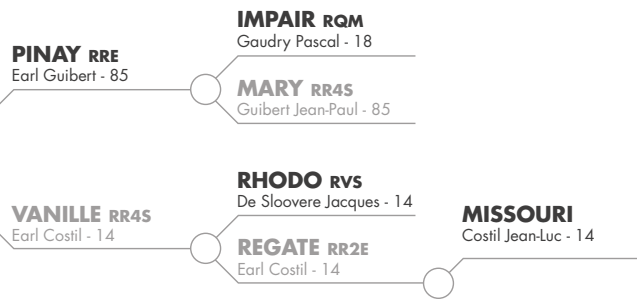 IMPAIR RQM
Gaudry Pascal - 18
PINAY RRE
Earl Guibert - 85
MARY RR4S
Guibert Jean-Paul - 85
RHODO RVS
De Sloovere Jacques - 14
VANILLE RR4S
Earl Costil - 14
MISSOURI
Costil Jean-Luc - 14
REGATE RR2E
Earl Costil - 14